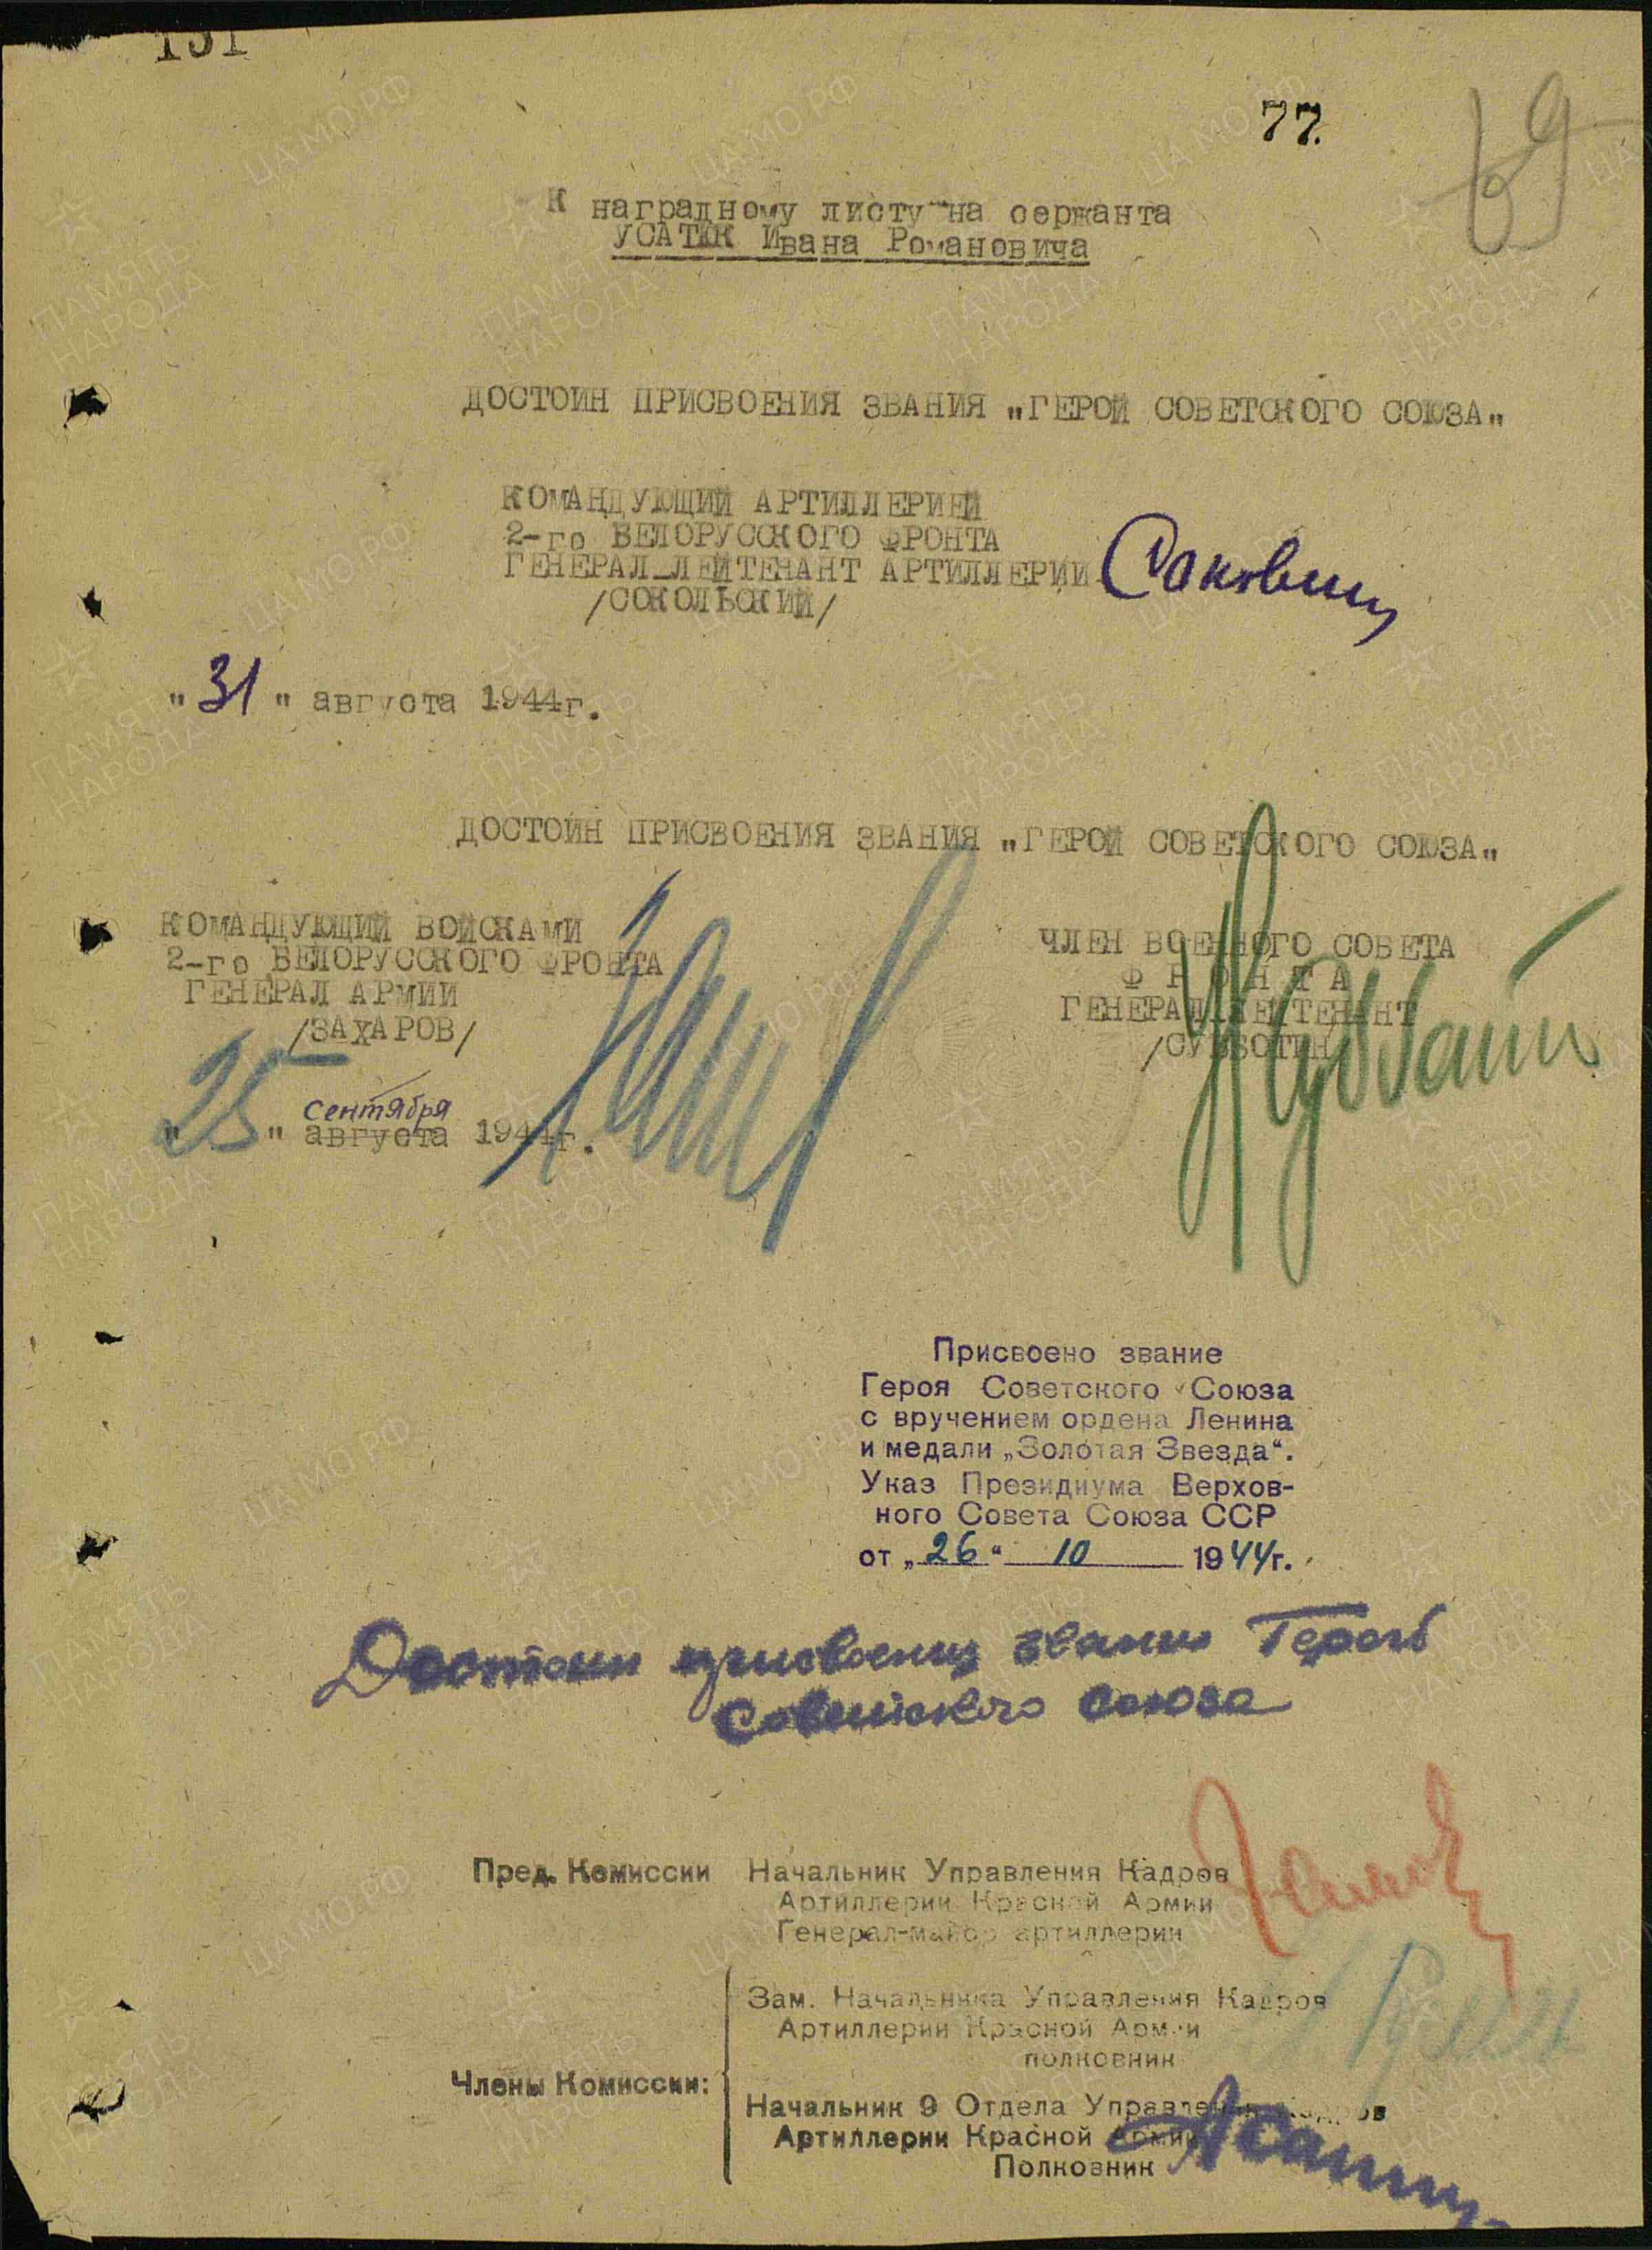 131
77.
69
К наградному листу на сержанта
УСАТЮК Ивана Романовича
ДОСТОИН ПРИСВОЕНИЯ ЗВАНИЯ „ГЕРОЙ СОВЕТСКОГО СОЮЗА„
КОМАНДУЮЩИЙ АРТИЛЛЕРИЕЙ
2-го БЕЛОРУССКОГО ФРОНТА
ГЕНЕРАЛ-ЛЕЙТЕНАНТ АРТИЛЛЕРИИ
/СОКОЛЬСКИЙ/
"31" августа 1944г.
ДОСТОИН ПРИСВОЕНИЯ ЗВАНИЯ „ГЕРОЙ СОВЕТСКОГО СОЮЗА„
КОМАНДУЮЩИЙ ВОЙСКАМИ
2-го БЕЛОРУССКОГО ФРОНТА
ГЕНЕРАЛ АРМИИ
/ЗАХАРОВ/
ЧЛЕН ВОЕННОГО СОВЕТА
Ф Р О Н Т А
ГЕНЕРАЛ ЛЕЙТЕНАНТ
/СУББОТИН/
сентября
"25" августа 1944г.
Присвоено звание
Героя Советского Союза
с вручением ордена Ленина
и медали „Золотая Звезда“.
Указ Президиума Верхов-
ного Совета Союза ССР
от „26“ 10 1944г.
Достоин присвоения звания Героя
Советского Союза
Пред. Комиссии Начальник Управления Кадров
Артиллерии Красной Армии
Генерал-майор артиллерии
Зам. Начальника Управления Кадров
Артиллерии Красной Армии
полковник
Члены Комиссии:
Начальник 9 Отдела Управления Кадров
Артиллерии Красной Армии
Полковник